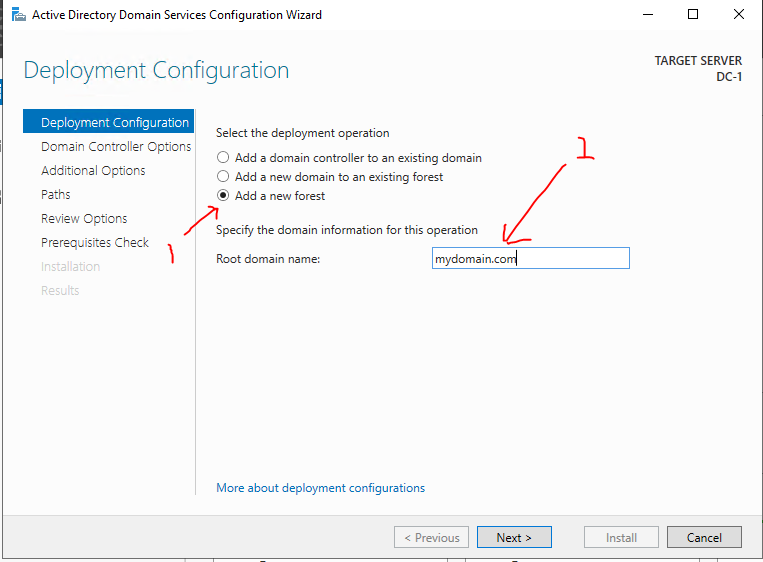 Active Directory Domain Services Configuration Wizard
Deployment Configuration
TARGET SERVER
DC-1
Deployment Configuration
Domain Controller Options
Additional Options
Paths
Review Options
Prerequisites Check
Installation
Results
Select the deployment operation
Add a domain controller to an existing domain
Add a new domain to an existing forest
Add a new forest
1
2
Specify the domain information for this operation
Root domain name:
mydomain.com
More about deployment configurations
< Previous
Next >
Install
Cancel